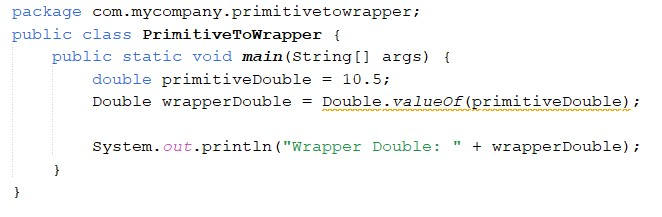 package com.mycompany.primitivetowrapper;
public class PrimitiveToWrapper {
    public static void main(String[] args) {
        double primitiveDouble = 10.5;
        Double wrapperDouble = Double.valueOf(primitiveDouble);

        System.out.println("Wrapper Double: " + wrapperDouble);
    }
}